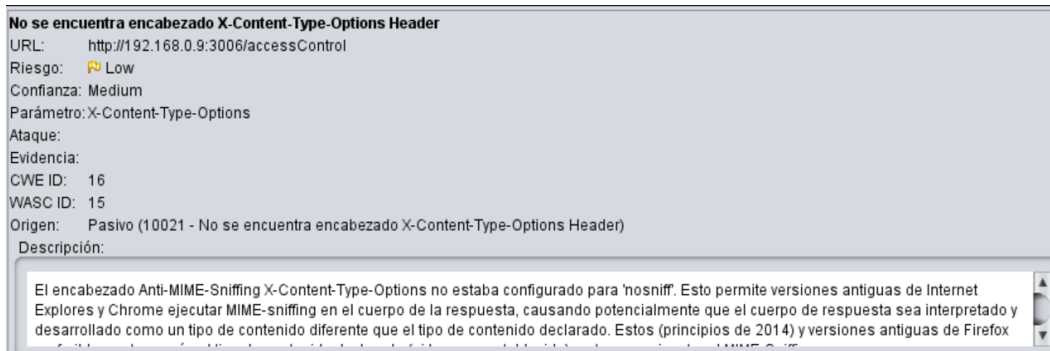 No se encuentra encabezado X-Content-Type-Options Header
URL: http://192.168.0.9:3006/accessControl
Riesgo: Low
Confianza: Medium
Parámetro: X-Content-Type-Options
Ataque:
Evidencia:
CWE ID: 16
WASC ID: 15
Origen: Pasivo (10021 - No se encuentra encabezado X-Content-Type-Options Header)
Descripción:
El encabezado Anti-MIME-Sniffing X-Content-Type-Options no estaba configurado para 'nosniff'. Esto permite versiones antiguas de Internet
Explores y Chrome ejecutar MIME-sniffing en el cuerpo de la respuesta, causando potencialmente que el cuerpo de respuesta sea interpretado y
desarrollado como un tipo de contenido diferente que el tipo de contenido declarado. Estos (principios de 2014) y versiones antiguas de Firefox